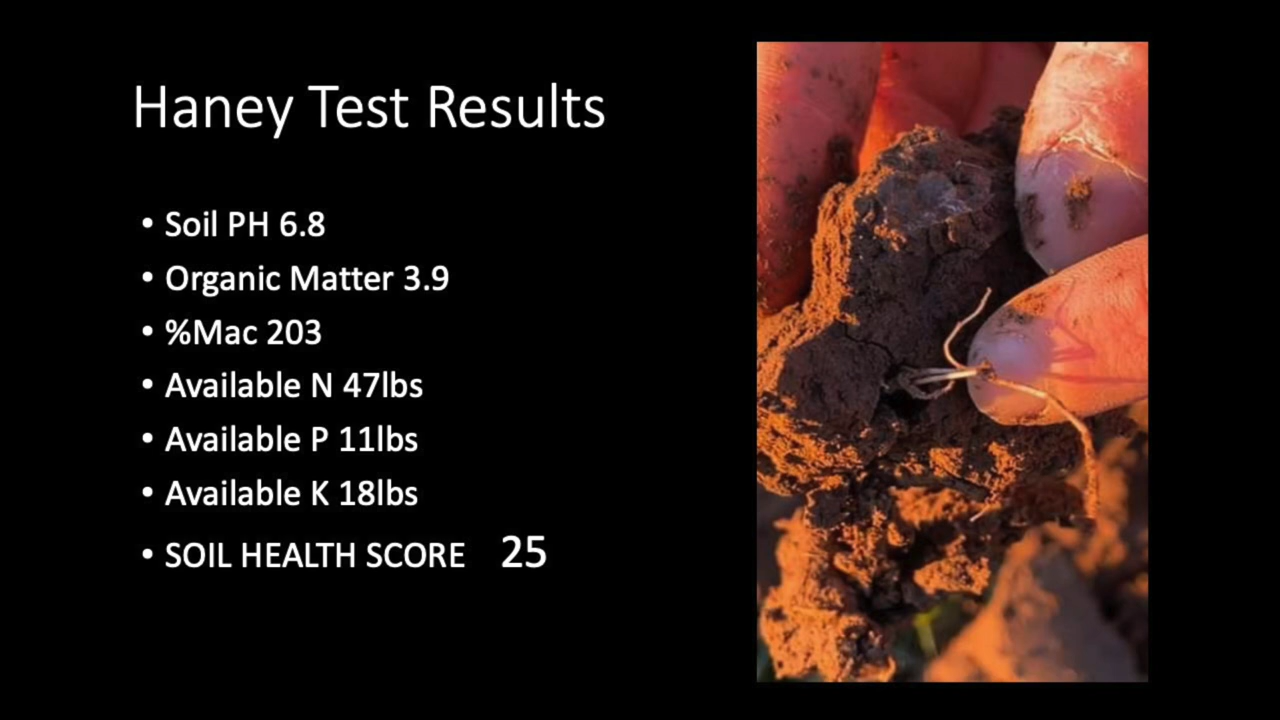 Haney Test Results
• Soil PH 6.8
• Organic Matter 3.9
• %Mac 203
• Available N 47lbs
• Available P 11lbs
• Available K 18lbs
• SOIL HEALTH SCORE 25